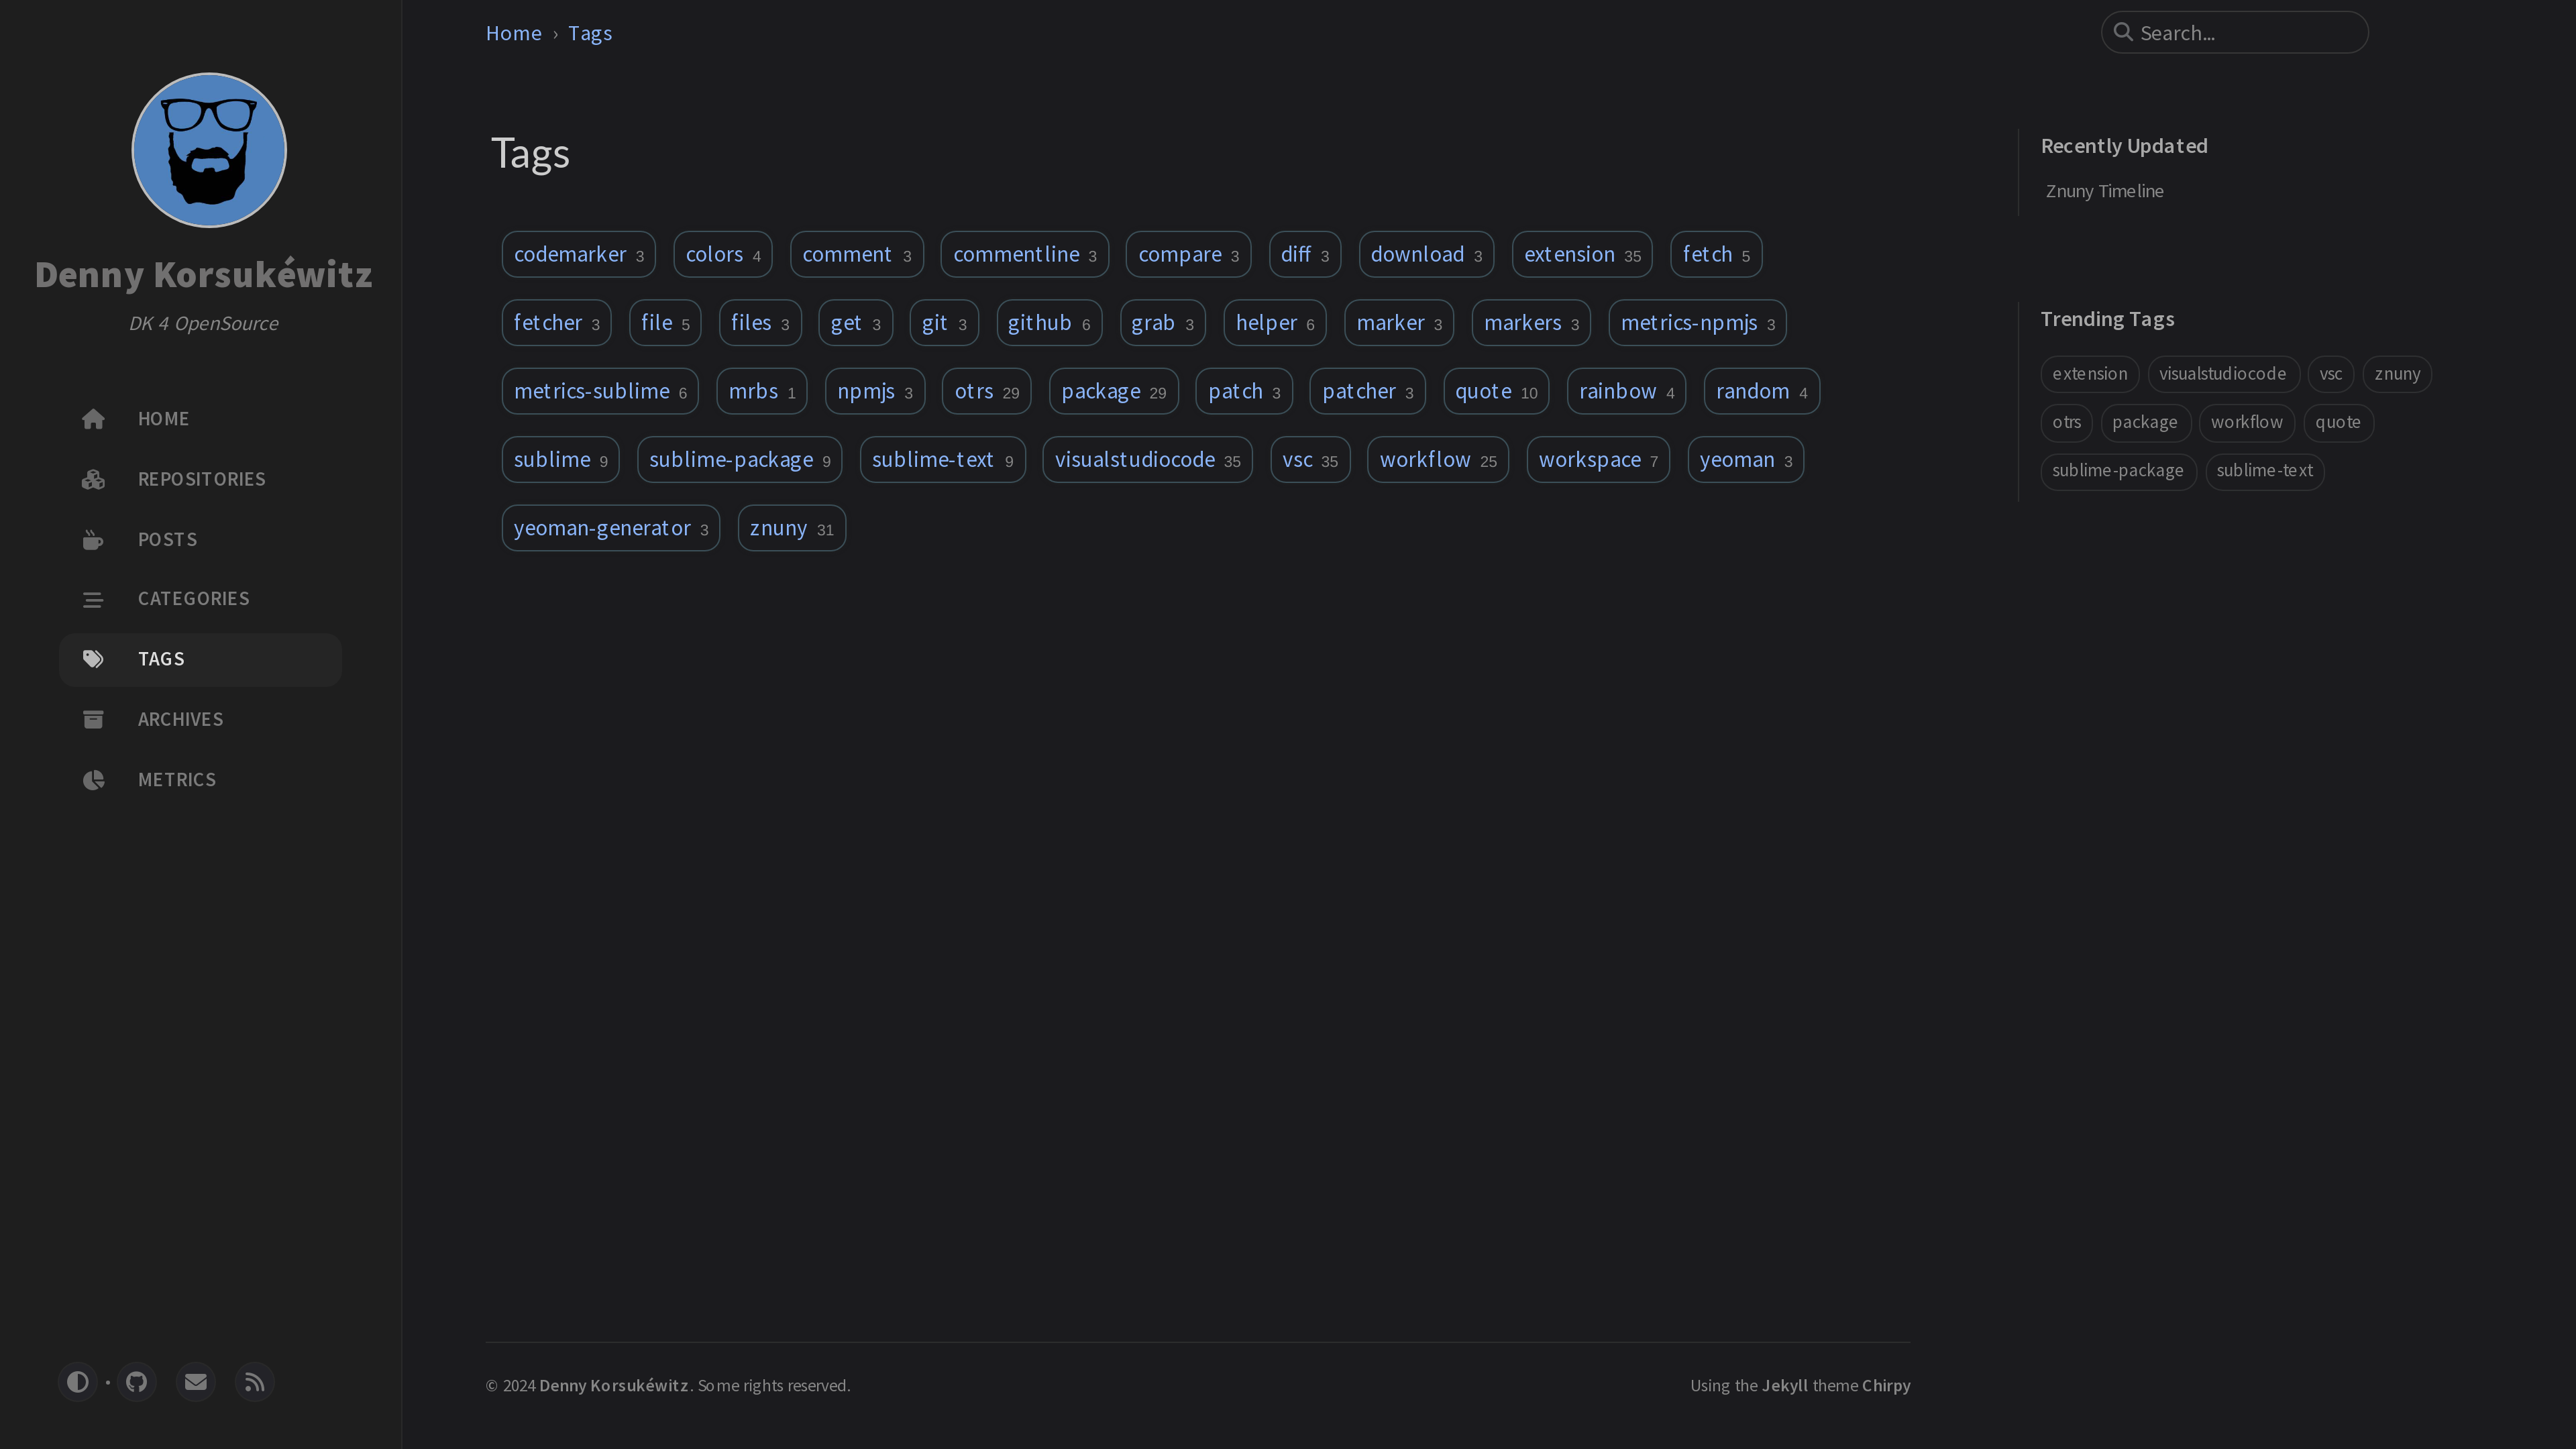 Denny Korsukéwitz
DK 4 OpenSource
HOME
REPOSITORIES
POSTS
CATEGORIES
TAGS
ARCHIVES
METRICS
Home › Tags
Search...
Tags
codemarker 3 colors 4 comment 3 commentline 3 compare 3 diff 3 download 3 extension 35 fetch 5
fetcher 3 file 5 files 3 get 3 git 3 github 6 grab 3 helper 6 marker 3 markers 3 metrics-npmjs 3
metrics-sublime 6 mrbs 1 npmjs 3 otrs 29 package 29 patch 3 patcher 3 quote 10 rainbow 4 random 4
sublime 9 sublime-package 9 sublime-text 9 visualstudiocode 35 vsc 35 workflow 25 workspace 7 yeoman 3
yeoman-generator 3 znuny 31
Recently Updated
Znuny Timeline
Trending Tags
extension visualstudiocode vsc znuny
otrs package workflow quote
sublime-package sublime-text
© 2024 Denny Korsukéwitz. Some rights reserved.
Using the Jekyll theme Chirpy